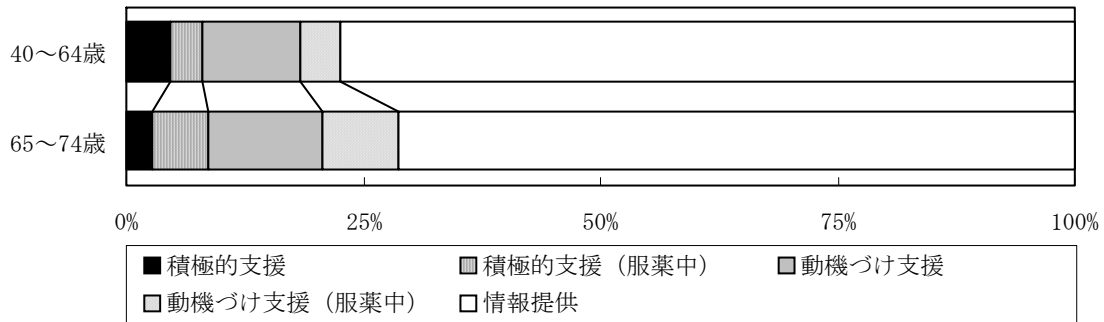 40～64歳
65～74歳
0% 25% 50% 75% 100%
積極的支援 積極的支援（服薬中） 動機づけ支援
動機づけ支援（服薬中） 情報提供